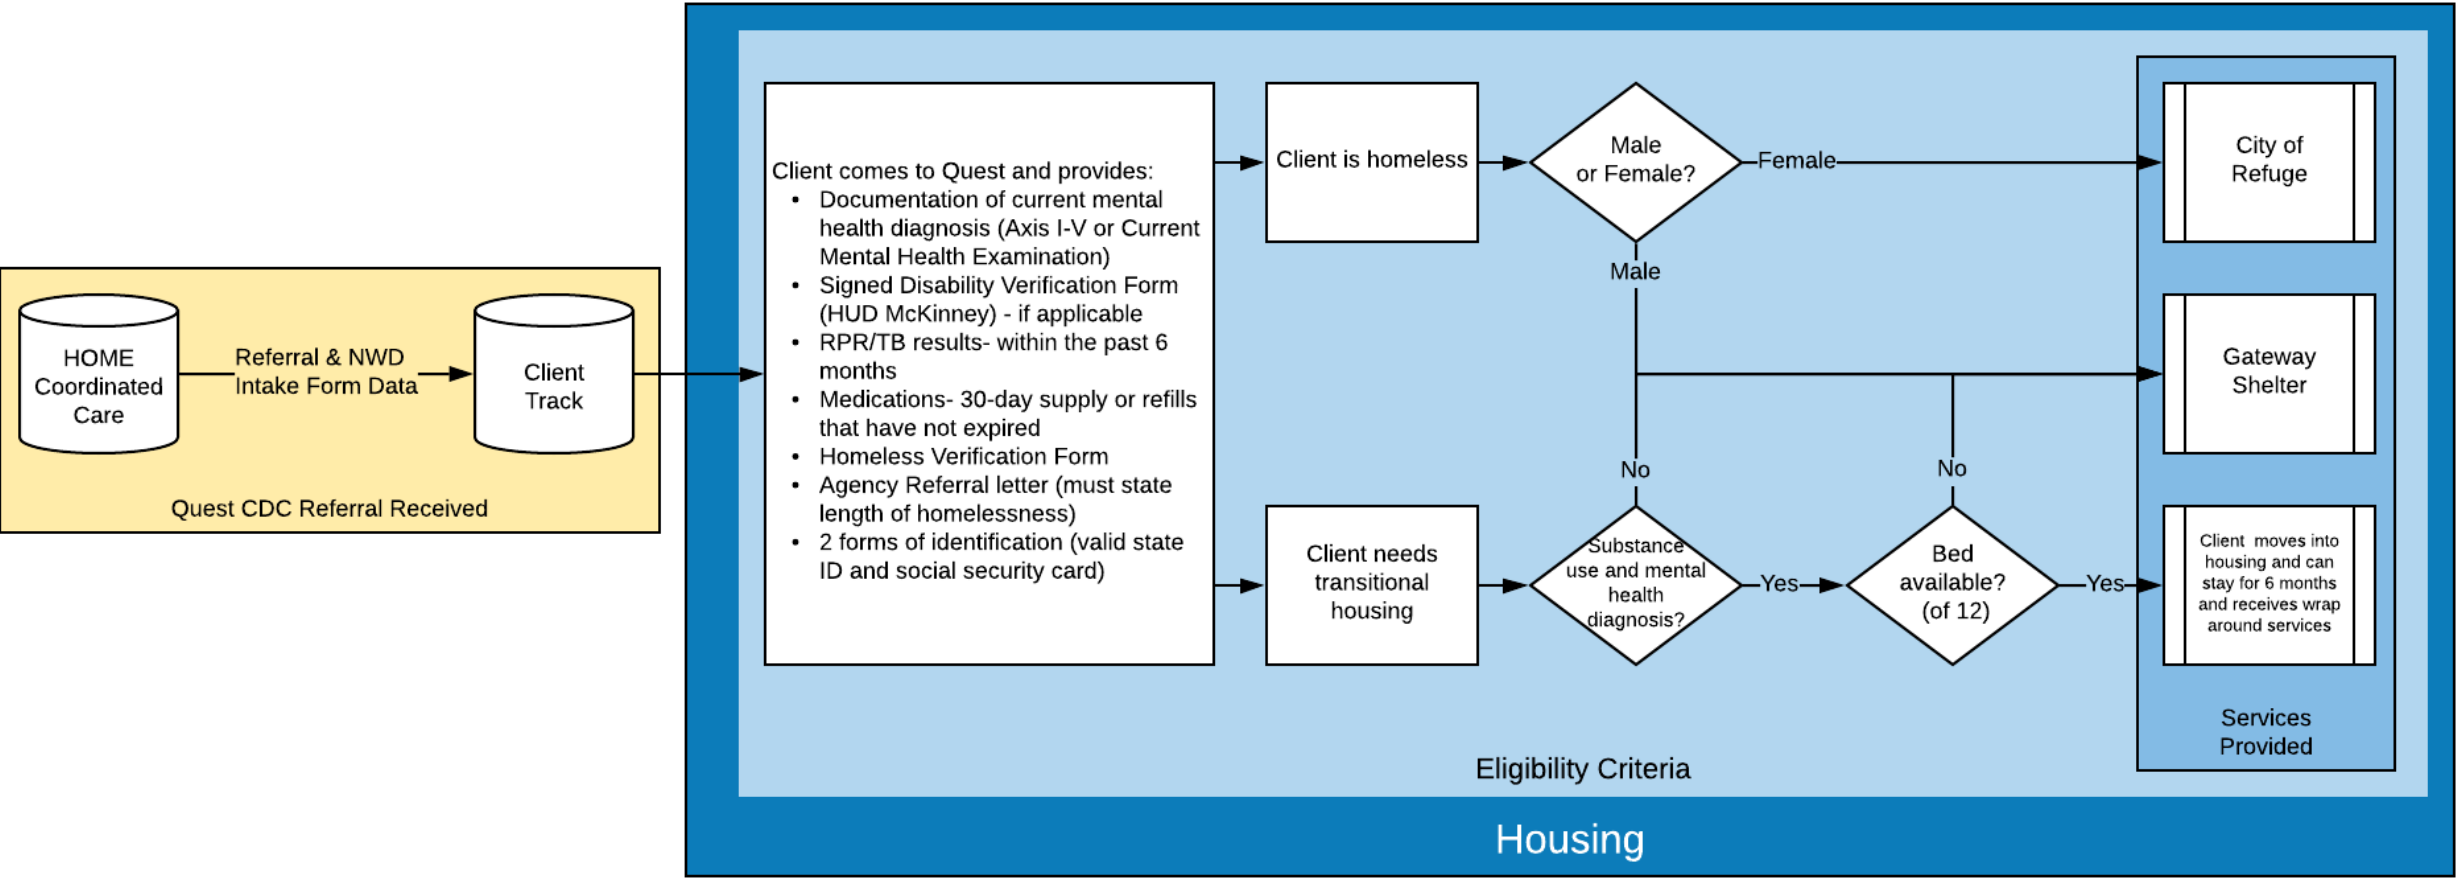 HOME
Coordinated
Care
Referral & NWD
Intake Form Data
Client
Track
Quest CDC Referral Received
Client comes to Quest and provides:
• Documentation of current mental
health diagnosis (Axis I-V or Current
Mental Health Examination)
• Signed Disability Verification Form
(HUD McKinney) - if applicable
• RPR/TB results- within the past 6
months
• Medications- 30-day supply or refills
that have not expired
• Homeless Verification Form
• Agency Referral letter (must state
length of homelessness)
• 2 forms of identification (valid state
ID and social security card)
Client is homeless
Male
or Female?
Female
City of
Refuge
Male
Gateway
Shelter
No
No
Client needs
transitional
housing
Substance
use and mental
health
diagnosis?
Yes
Bed
available?
(of 12)
Yes
Client moves into
housing and can
stay for 6 months
and receives wrap
around services
Services
Provided
Eligibility Criteria
Housing